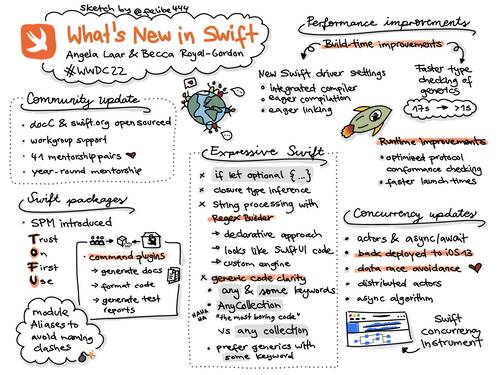 Sketch by @felibe444
What's New in Swift
Angela Laar & Becca Royal-Gordon
#WWDC22
Community update
docC & swift.org open sourced
workgroup support
41 mentorship pairs
year-round mentorship
Swift packages
SPM introduced
Trust
On
First
Use
command plugins
→ generate docs
→ format code
→ generate test
reports
module
Aliases to
avoid naming
clashes
Expressive Swift
x if let optional {...}
x closure type inference
x String processing with
Regex Builder
→ declarative approach
→ looks like SwiftUI code
→ custom engine
x generic code clarity
any & some keywords
AnyCollection
HAHA
HA
"the most boring code"
vs any collection
prefer generics with
some keyword
Performance improvements
Build-time improvements
New Swift driver settings
integrated compiler
eager compilation
eager linking
Faster type
checking of
generics
17s → >1s
Runtime Improvements
optimized protocol
conformance checking
faster launch times
Concurrency updates
actors & async/await
back deployed to iOS 13
data race avoidance
distributed actors
async algorithm
Swift
concurrency
instrument